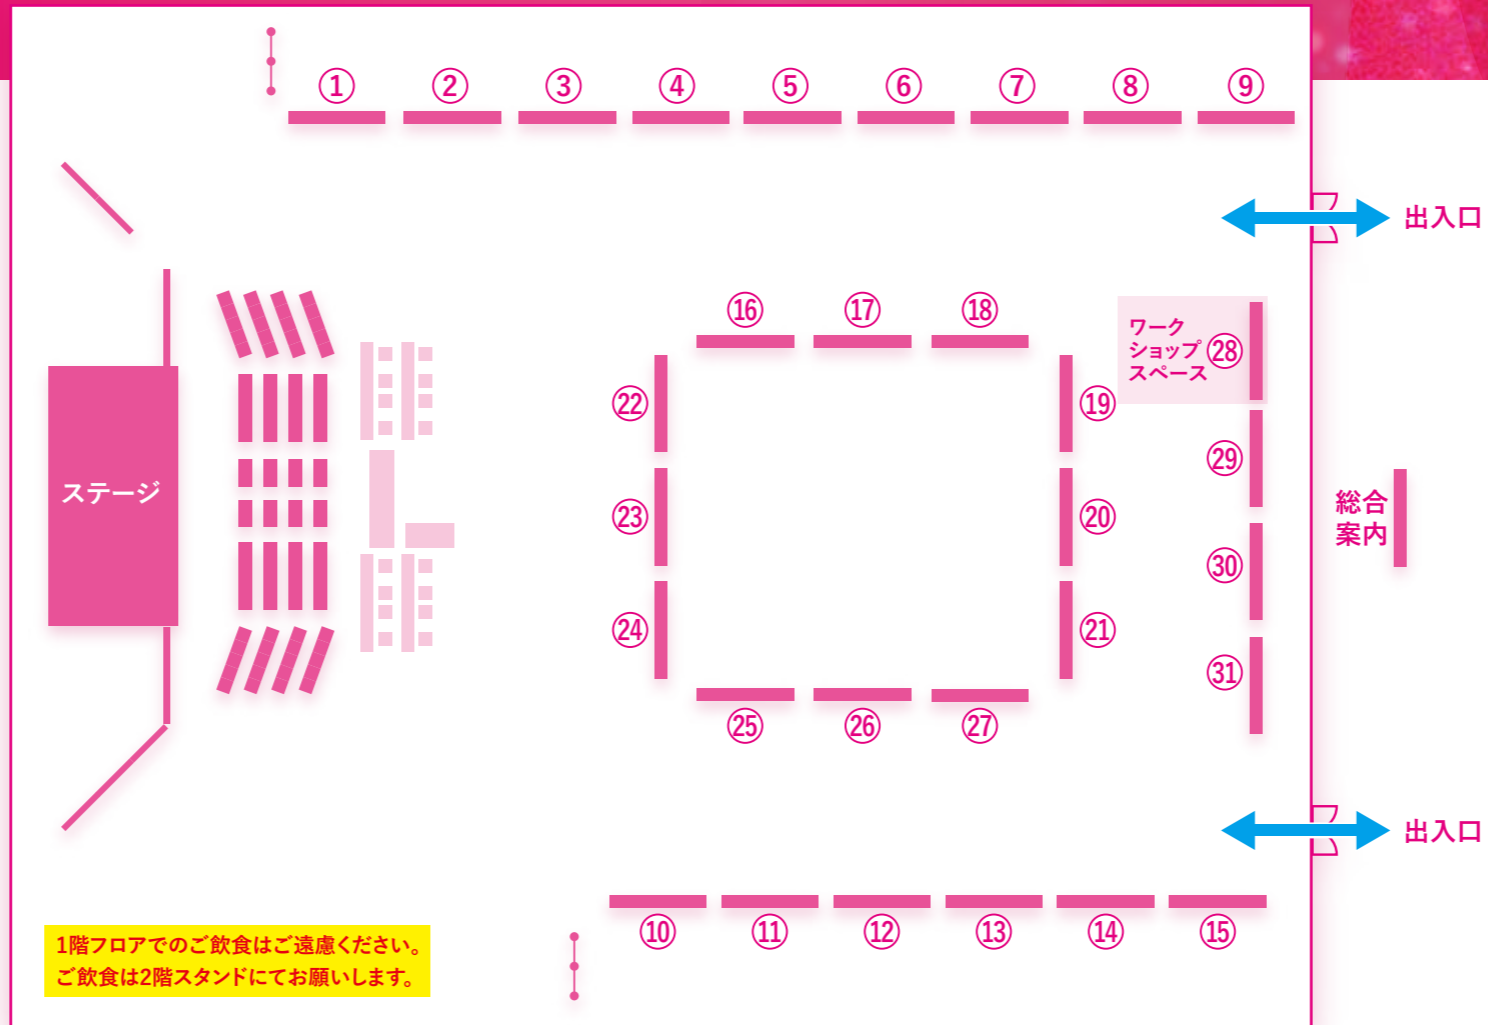 ① ② ③ ④ ⑤ ⑥ ⑦ ⑧ ⑨
出入口
⑯ ⑰ ⑱
ワーク
ショップ
スペース
㉘
㉒
⑲
㉙
ステージ
総合
案内
㉓
⑳
㉚
㉔
㉑
㉛
㉕ ㉖ ㉗
出入口
⑩ ⑪ ⑫ ⑬ ⑭ ⑮
1階フロアでのご飲食はご遠慮ください。
ご飲食は2階スタンドにてお願いします。